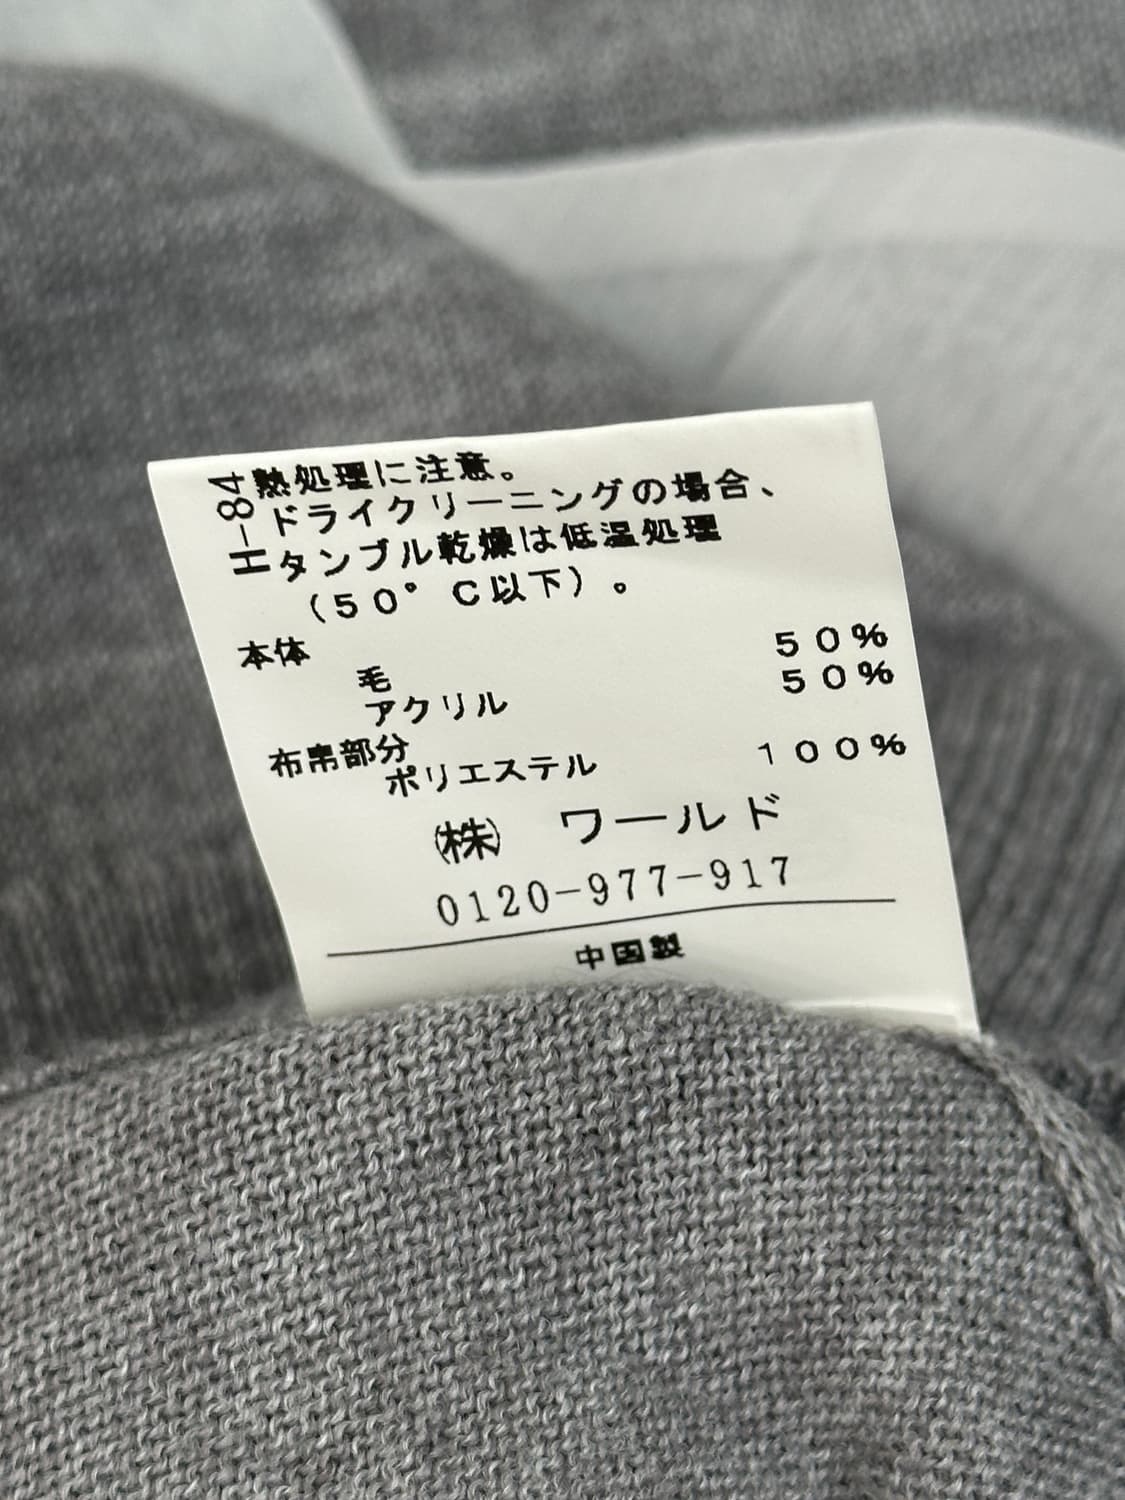 H-84
熱処理に注意。
ドライクリーニングの場合、
タンブル乾燥は低温処理
(50°C以下)。
本体
毛 50%
アクリル 50%
布帛部分
ポリエステル 100%
㈱ ワールド
0120-977-917
中国製